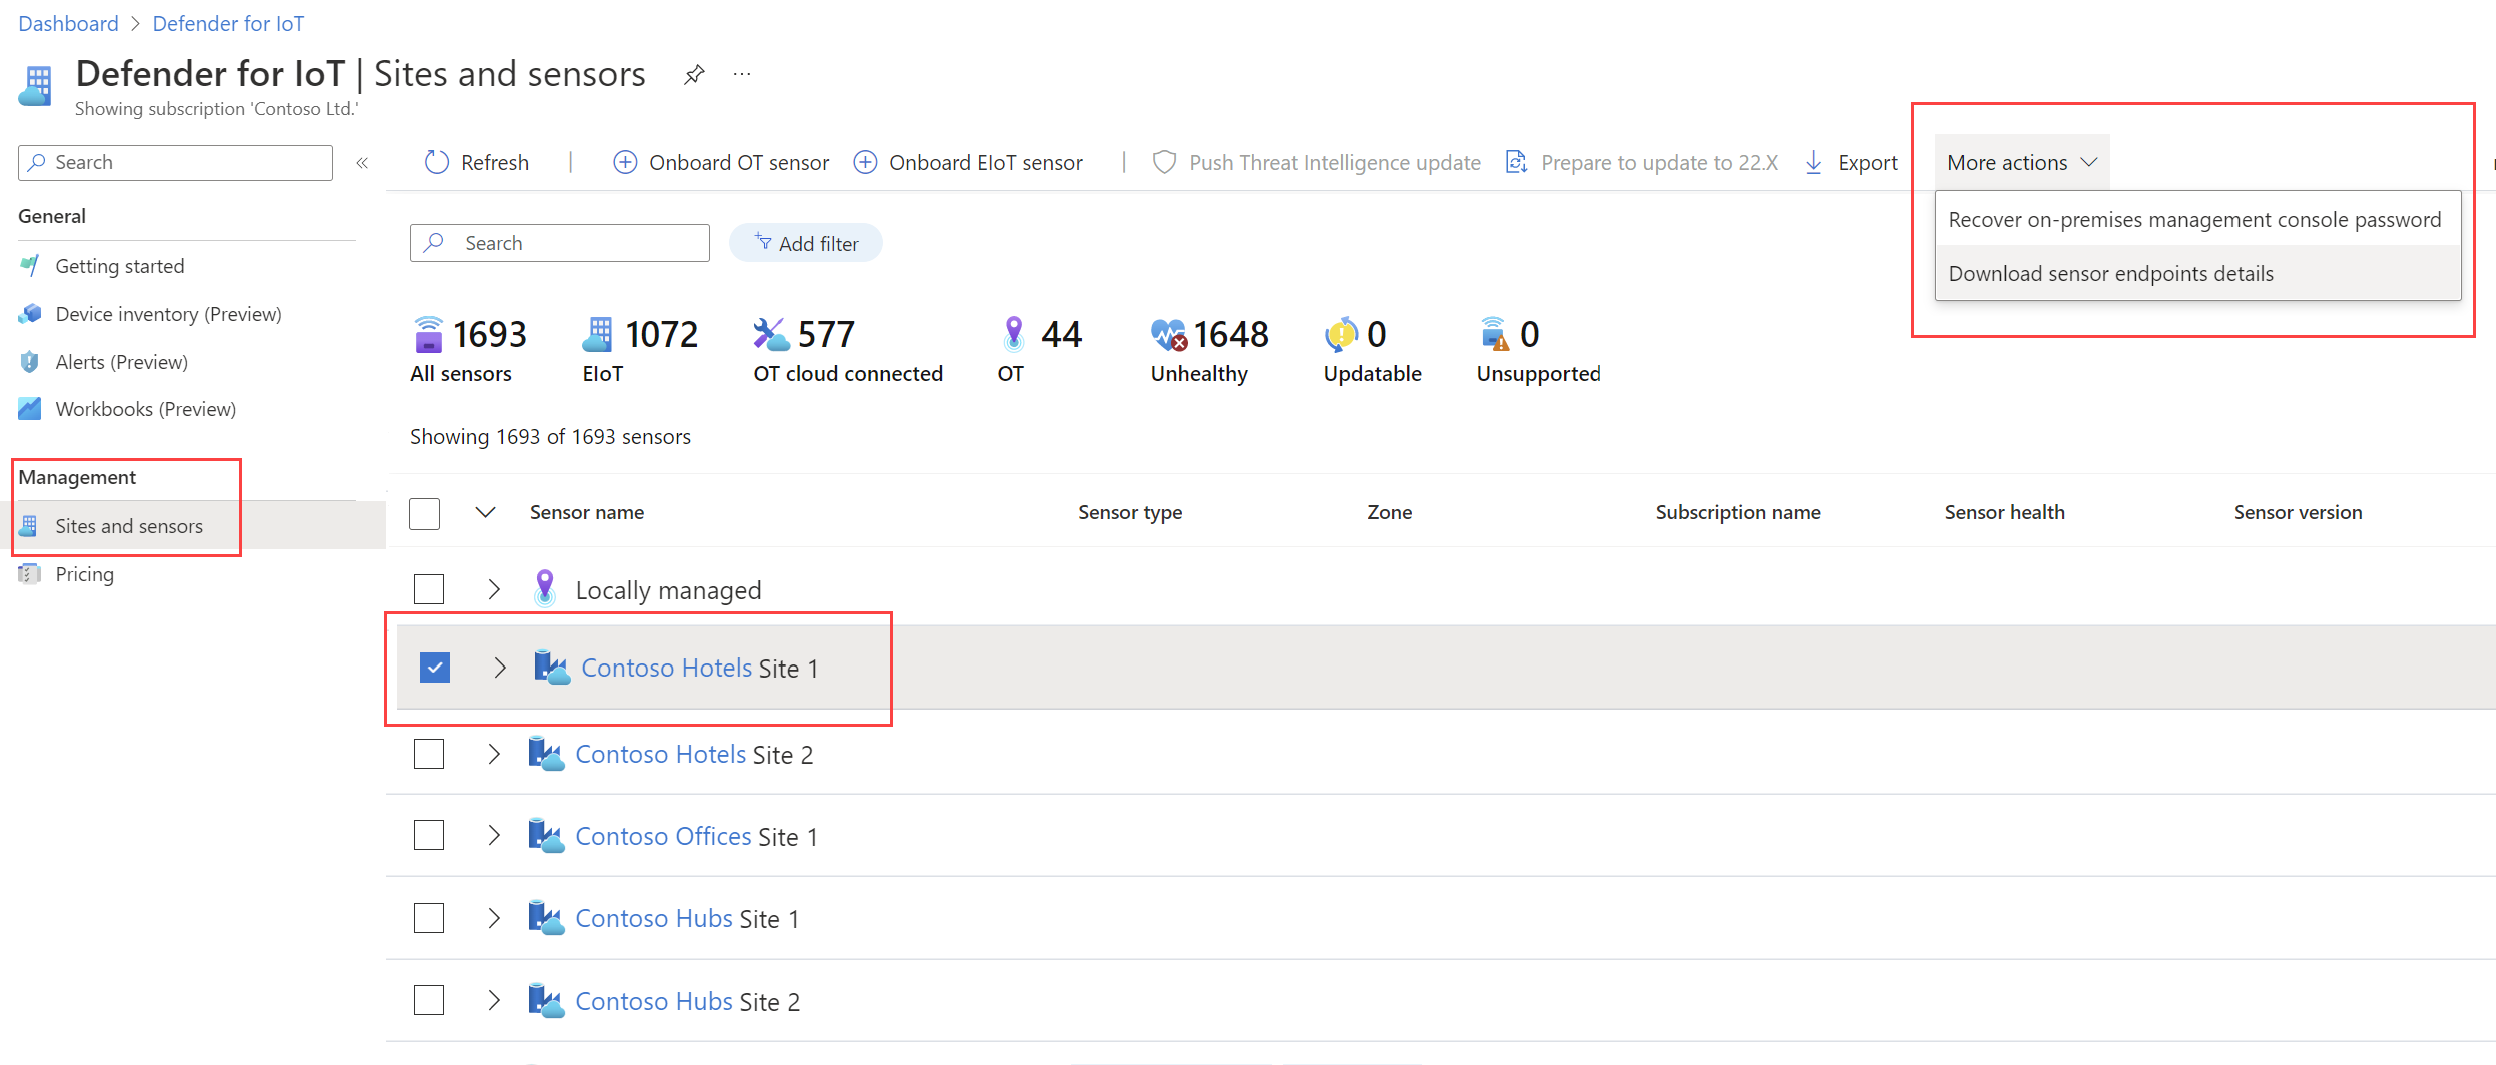 Dashboard > Defender for IoT
Defender for IoT | Sites and sensors ...
Showing subscription 'Contoso Ltd.'
Search «
Refresh | Onboard OT sensor Onboard EIoT sensor | Push Threat Intelligence update Prepare to update to 22.X Export More actions
Recover on-premises management console password
Download sensor endpoints details
General
Getting started
Device inventory (Preview)
Alerts (Preview)
Workbooks (Preview)
Management
Sites and sensors
Pricing
Search Add filter
1693 1072 577 44 1648 0 0
All sensors EIoT OT cloud connected OT Unhealthy Updatable Unsupported
Showing 1693 of 1693 sensors
Sensor name Sensor type Zone Subscription name Sensor health Sensor version
Locally managed
Contoso Hotels Site 1
Contoso Hotels Site 2
Contoso Offices Site 1
Contoso Hubs Site 1
Contoso Hubs Site 2